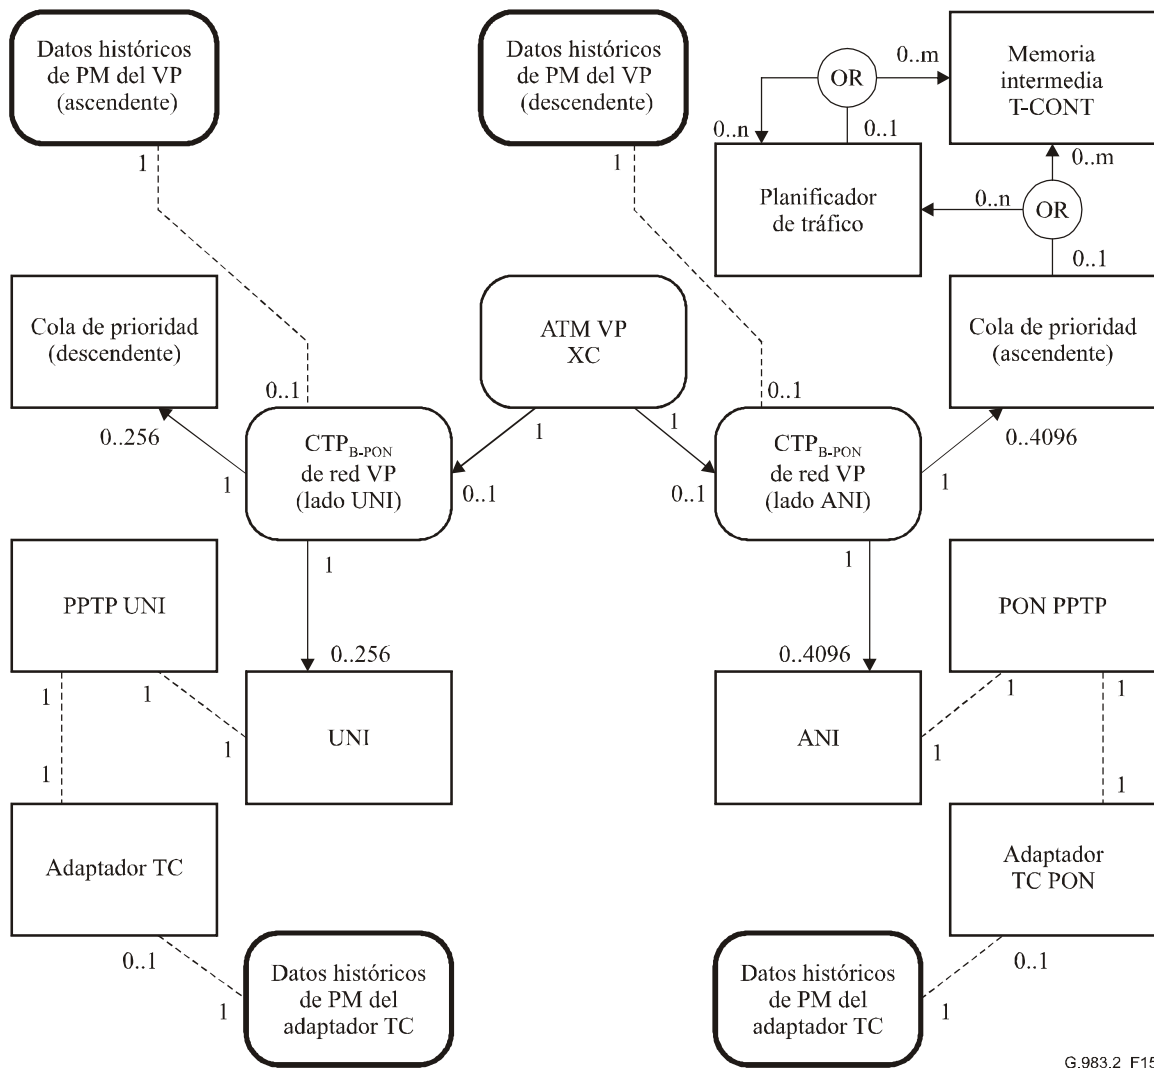 Datos históricos
de PM del VP
(ascendente)
Datos históricos
de PM del VP
(descendente)
OR
0..m
Memoria
intermedia
T-CONT
0..n
0..1
1
1
0..m
Planificador
de tráfico
0..n
OR
0..1
Cola de prioridad
(descendente)
ATM VP
XC
Cola de prioridad
(ascendente)
0..1
0..1
0..256
1
1
0..4096
CTPB-PON
de red VP
(lado UNI)
CTPB-PON
de red VP
(lado ANI)
1
0..1
0..1
1
1
1
PPTP UNI
PON PPTP
0..256
0..4096
1
1
1
1
1
UNI
ANI
1
1
1
Adaptador TC
Adaptador
TC PON
0..1
0..1
Datos históricos
de PM del
adaptador TC
Datos históricos
de PM del
adaptador TC
1
1
G.983.2_F15